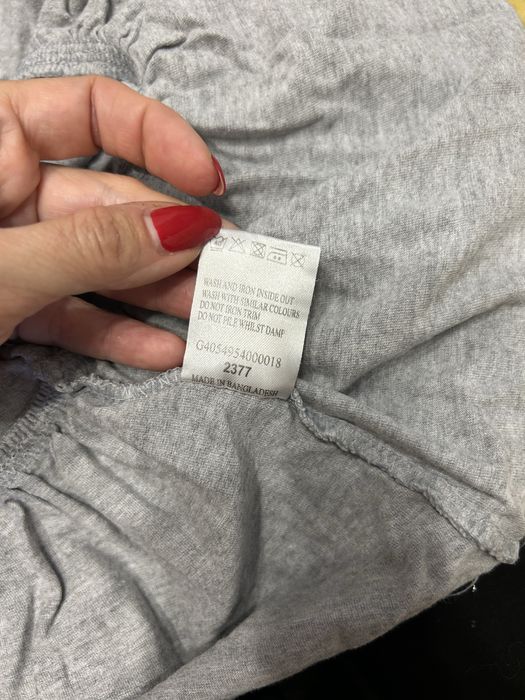 WASH AND IRON INSIDE OUT
WASH WITH SIMILAR COLOURS
DO NOT IRON TRIM
DO NOT PILE WHILST DAMP
G4054954000018
2377
MADE IN BANGLADESH